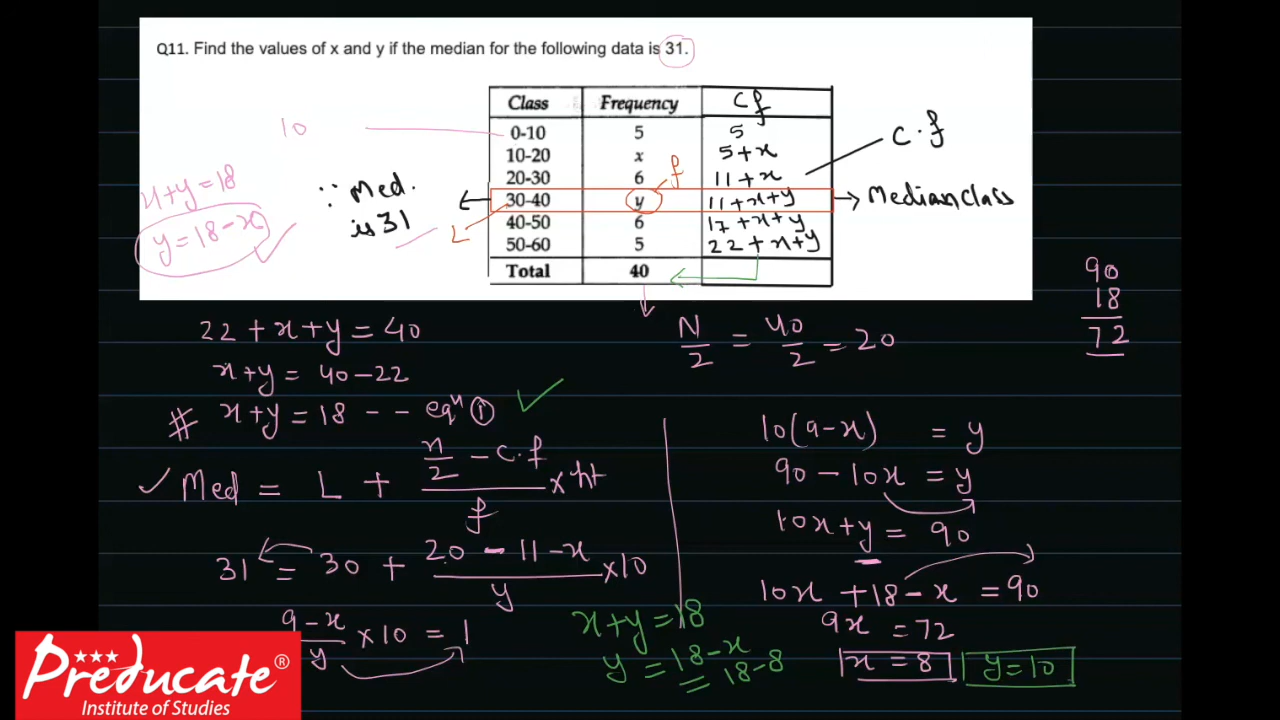 Q11. Find the values of x and y if the median for the following data is 31.
Class Frequency Cf
0-10 5 5
10-20 x 5+x
20-30 6 11+x
30-40 y 11+x+y
40-50 6 17+x+y
50-60 5 22+x+y
Total 40
f
L
c.f
Median class
10
x+y=18
y=18-x
∵ Med.
is 31
90
18
72
22+x+y=40
x+y= 40-22
# x+y=18 -- eqⁿ ①
✓ Med = L + (n/2 - c.f)/f × ht
31 = 30 + (20 - 11 - x)/y ×10
(9-x)/y ×10 = 1
N/2 = 40/2 = 20
10(9-x) = y
90-10x = y
10x+y = 90
10x+18-x = 90
9x = 72
x = 8
y=10
x+y=18
y=18-x
= 18-8
Preducate®
Institute of Studies